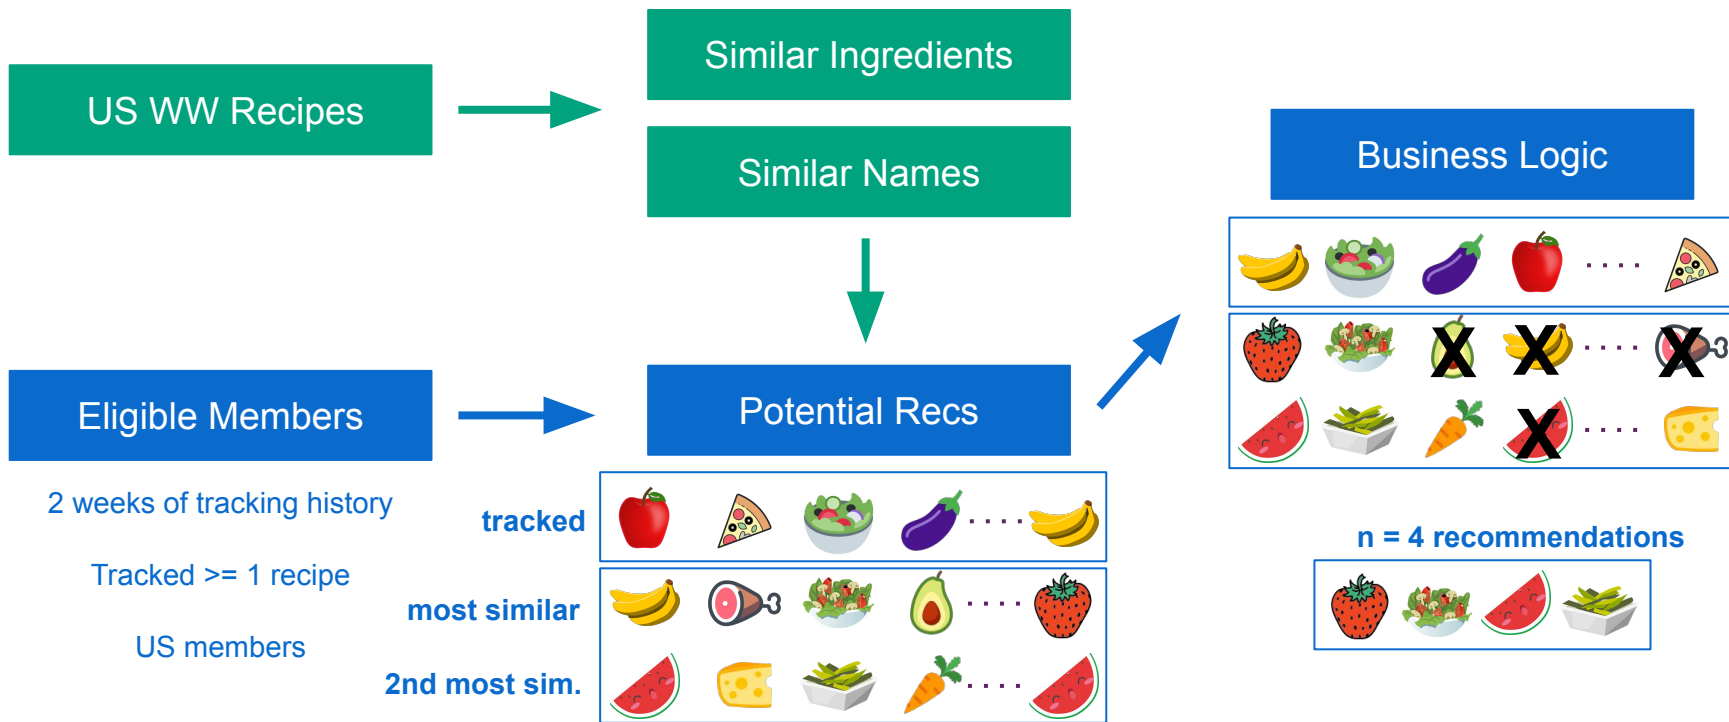 US WW Recipes
Similar Ingredients
Similar Names
Business Logic
Eligible Members
2 weeks of tracking history
Tracked >= 1 recipe
US members
Potential Recs
tracked
. . . .
most similar
. . . .
2nd most sim.
. . . .
. . . .
X X . . . . X
X . . . .
n = 4 recommendations